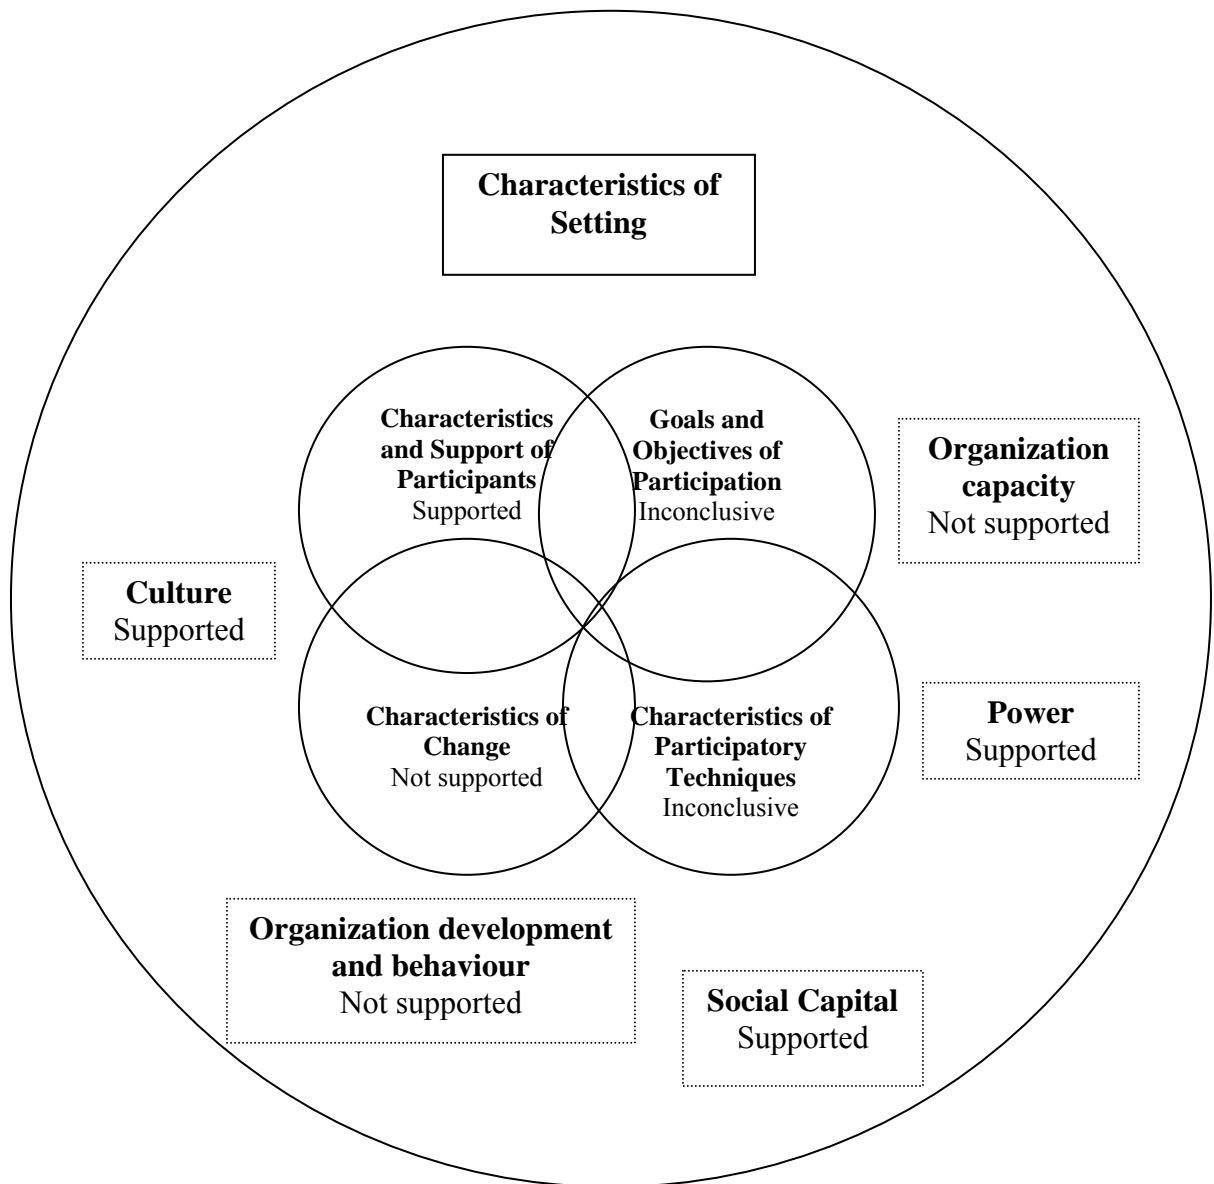 Characteristics of
Setting
Characteristics
and Support of
Participants
Supported
Goals and
Objectives of
Participation
Inconclusive
Organization
capacity
Not supported
Culture
Supported
Characteristics of
Change
Not supported
Characteristics of
Participatory
Techniques
Inconclusive
Power
Supported
Organization development
and behaviour
Not supported
Social Capital
Supported